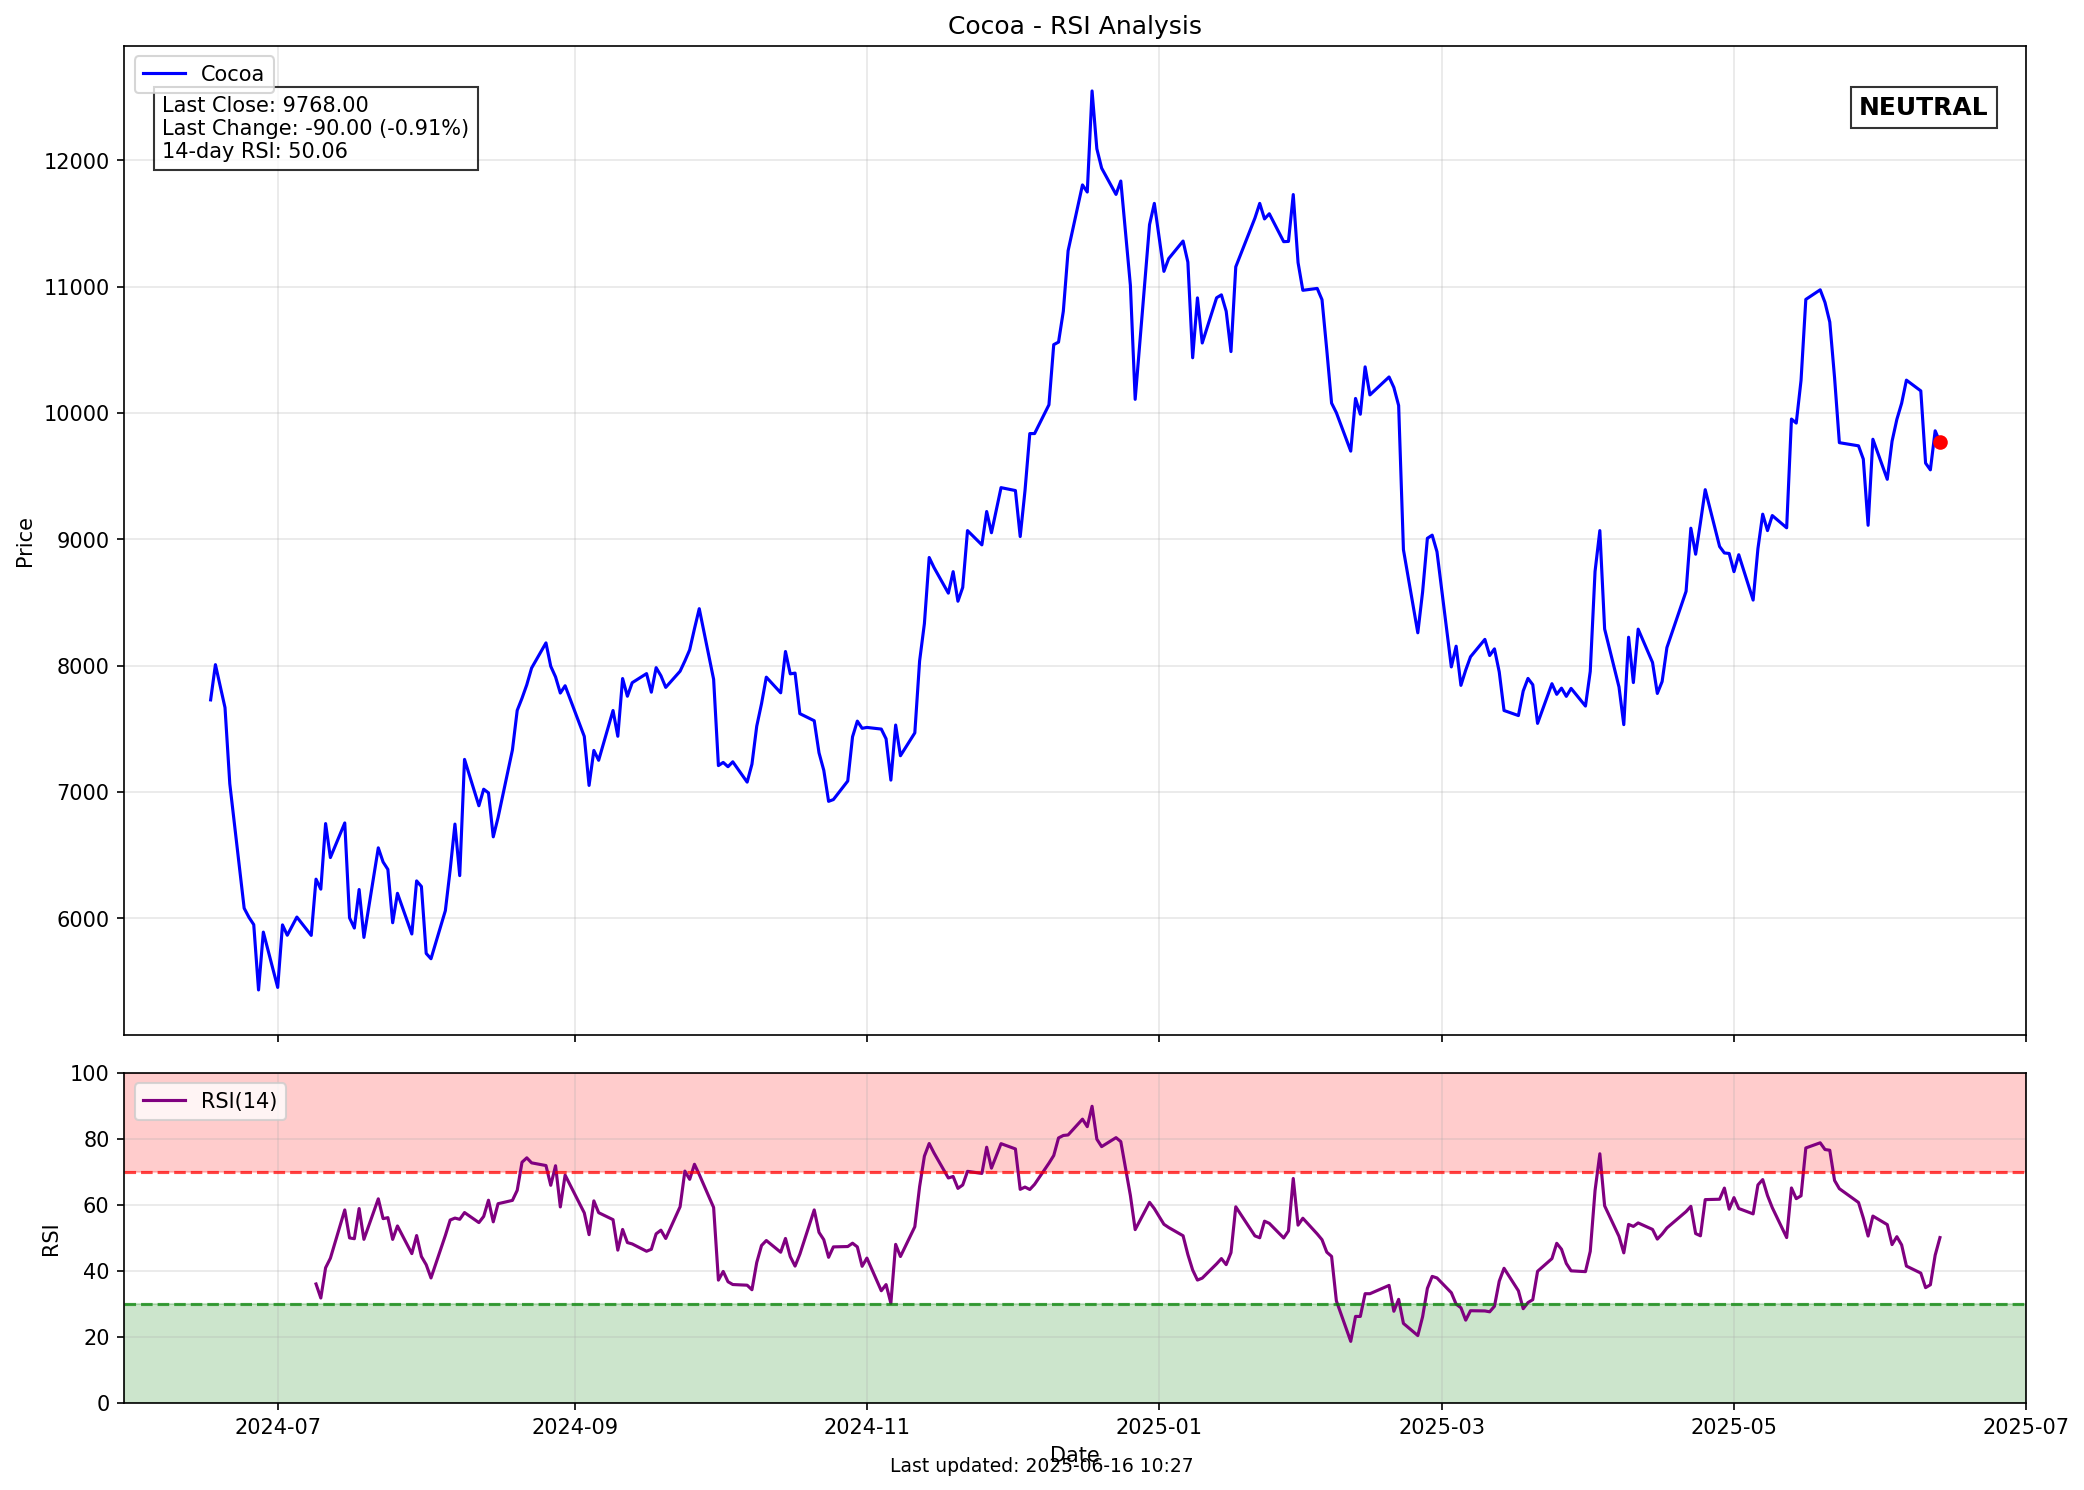 Cocoa - RSI Analysis
Cocoa
Last Close: 9768.00
Last Change: -90.00 (-0.91%)
14-day RSI: 50.06
NEUTRAL
12000
11000
10000
9000
8000
7000
6000
Price
RSI(14)
100
80
60
40
20
0
RSI
2024-07
2024-09
2024-11
2025-01
2025-03
2025-05
2025-07
Date
Last updated: 2025-06-16 10:27